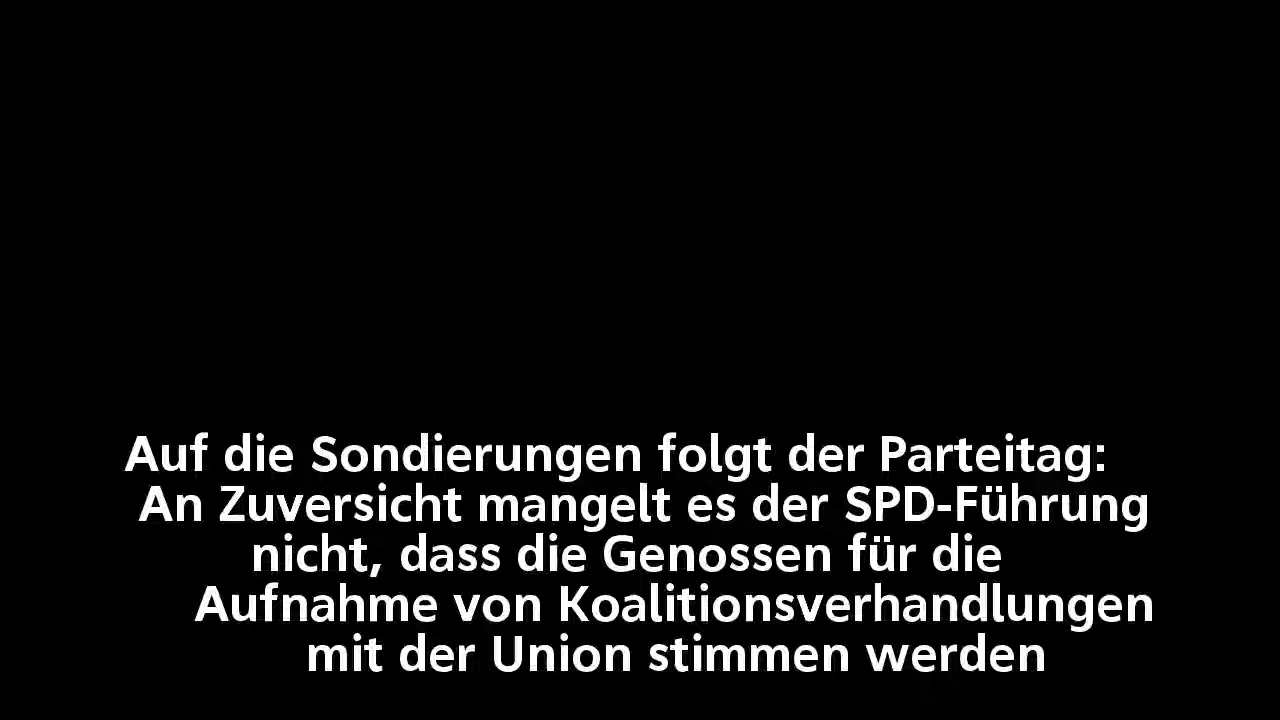 Auf die Sondierungen folgt der Parteitag:
An Zuversicht mangelt es der SPD-Führung
nicht, dass die Genossen für die
Aufnahme von Koalitionsverhandlungen
mit der Union stimmen werden